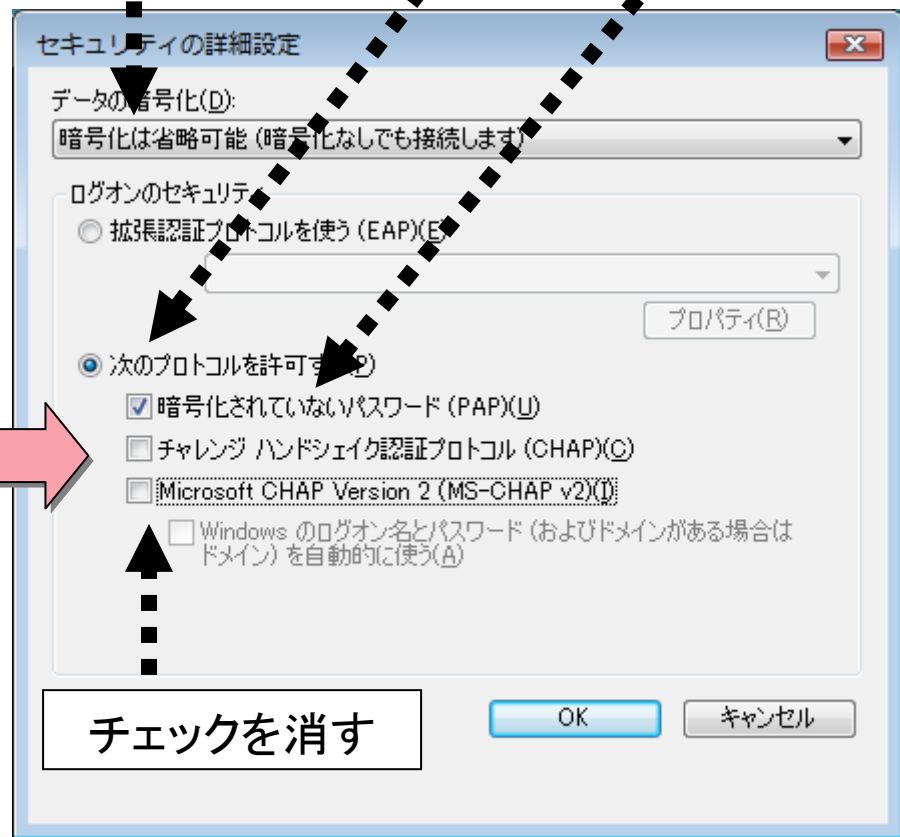 セキュリティの詳細設定
データの暗号化(D):
暗号化は省略可能 (暗号化なしでも接続します)
ログオンのセキュリティ
拡張認証プロトコルを使う (EAP)(E)
プロパティ(R)
次のプロトコルを許可する(P)
暗号化されていないパスワード (PAP)(U)
チャレンジ ハンドシェイク認証プロトコル (CHAP)(C)
Microsoft CHAP Version 2 (MS-CHAP v2)(I)
Windows のログオン名とパスワード (およびドメインがある場合は
ドメイン) を自動的に使う(A)
チェックを消す
OK
キャンセル